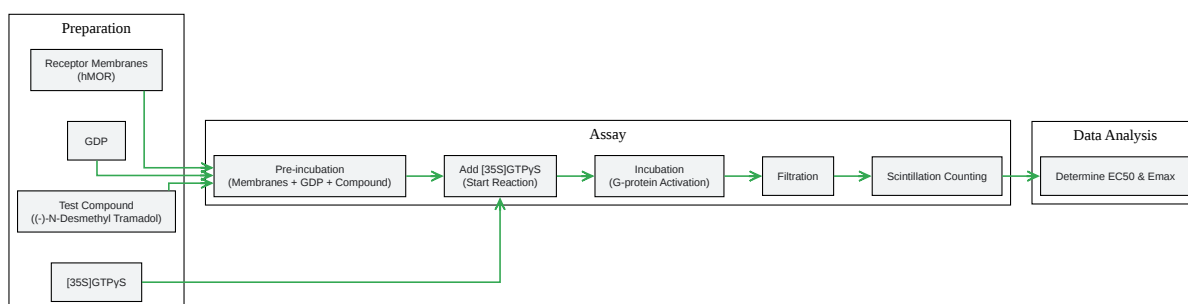 Preparation
Receptor Membranes
(hMOR)
GDP
Test Compound
((-)-N-Desmethyl Tramadol)
[35S]GTPγS
Assay
Pre-incubation
(Membranes + GDP + Compound)
Add [35S]GTPγS
(Start Reaction)
Incubation
(G-protein Activation)
Filtration
Scintillation Counting
Data Analysis
Determine EC50 & Emax